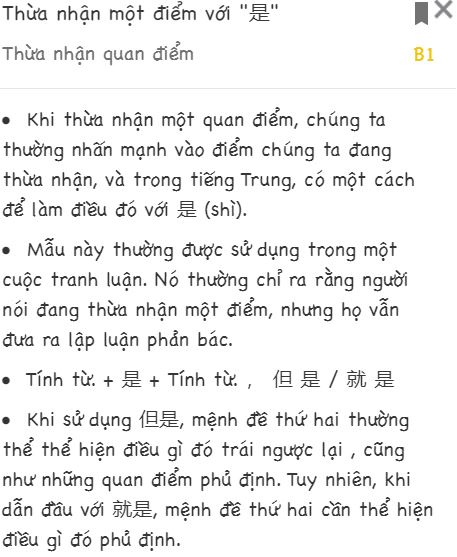 Thừa nhận một điểm với "是"
Thừa nhận quan điểm B1
• Khi thừa nhận một quan điểm, chúng ta
thường nhấn mạnh vào điểm chúng ta đang
thừa nhận, và trong tiếng Trung, có một cách
để làm điều đó với 是 (shì).
• Mẫu này thường được sử dụng trong một
cuộc tranh luận. Nó thường chỉ ra rằng người
nói đang thừa nhận một điểm, nhưng họ vẫn
đưa ra lập luận phản bác.
• Tính từ. + 是 + Tính từ. ， 但 是 / 就 是
• Khi sử dụng 但是, mệnh đề thứ hai thường
thể thể hiện điều gì đó trái ngược lại , cũng
như những quan điểm phủ định. Tuy nhiên, khi
dẫn đầu với 就是, mệnh đề thứ hai cần thể hiện
điều gì đó phủ định.